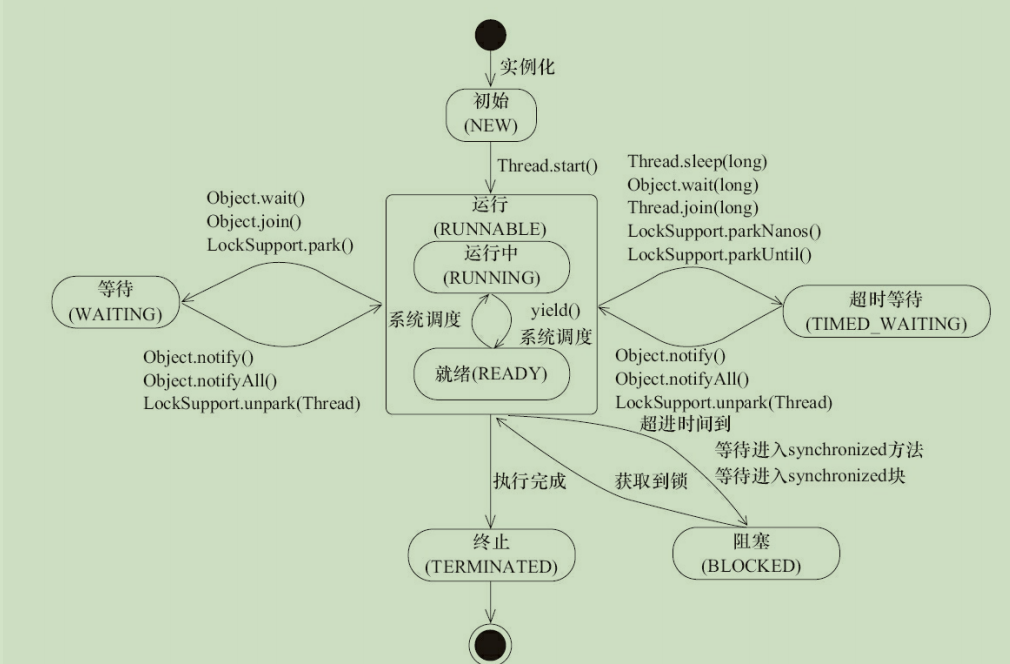 实例化
初始
(NEW)
Thread.start()
Object.wait()
Object.join()
LockSupport.park()
Thread.sleep(long)
Object.wait(long)
Thread.join(long)
LockSupport.parkNanos()
LockSupport.parkUntil()
运行
(RUNNABLE)
运行中
(RUNNING)
等待
(WAITING)
超时等待
(TIMED_WAITING)
系统调度
yield()
系统调度
就绪(READY)
Object.notify()
Object.notifyAll()
LockSupport.unpark(Thread)
Object.notify()
Object.notifyAll()
LockSupport.unpark(Thread)
超进时间到
等待进入synchronized方法
等待进入synchronized块
执行完成
获取到锁
终止
(TERMINATED)
阻塞
(BLOCKED)